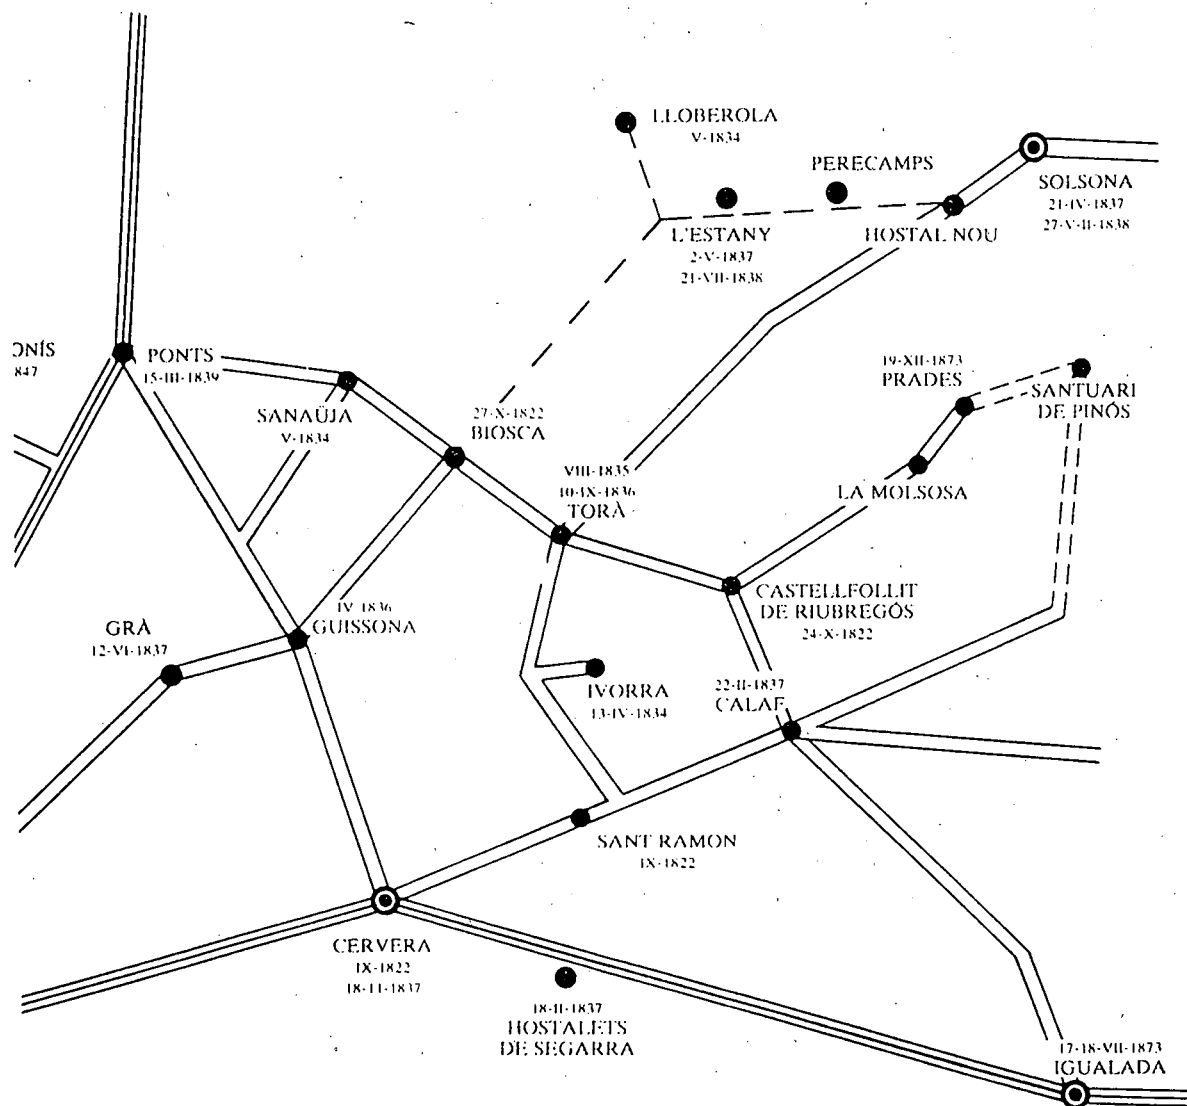 LLOBEROLA
V-1834
PERECAMPS
SOLSONA
21-IV-1837
27-V-II-1838
L'ESTANY
2-V-1837
21-VII-1838
HOSTAL NOU
ONÍS
847
PONTS
15-III-1839
SANAÜJA
V-1834
27-X-1822
BIOSCA
19-XII-1873
PRADES
SANTUARI
DE PINÓS
VIII-1835
10-IX-1836
TORÀ
LA MOLSOSA
CASTELLFOLLIT
DE RIUBREGÓS
24-X-1822
IV-1836
GUISSONA
GRÀ
12-VI-1837
IVORRA
13-IV-1834
22-II-1837
CALAF
SANT RAMON
IX-1822
CERVERA
IX-1822
18-11-1837
18-II-1837
HOSTALETS
DE SEGARRA
17-18-VII-1873
IGUALADA